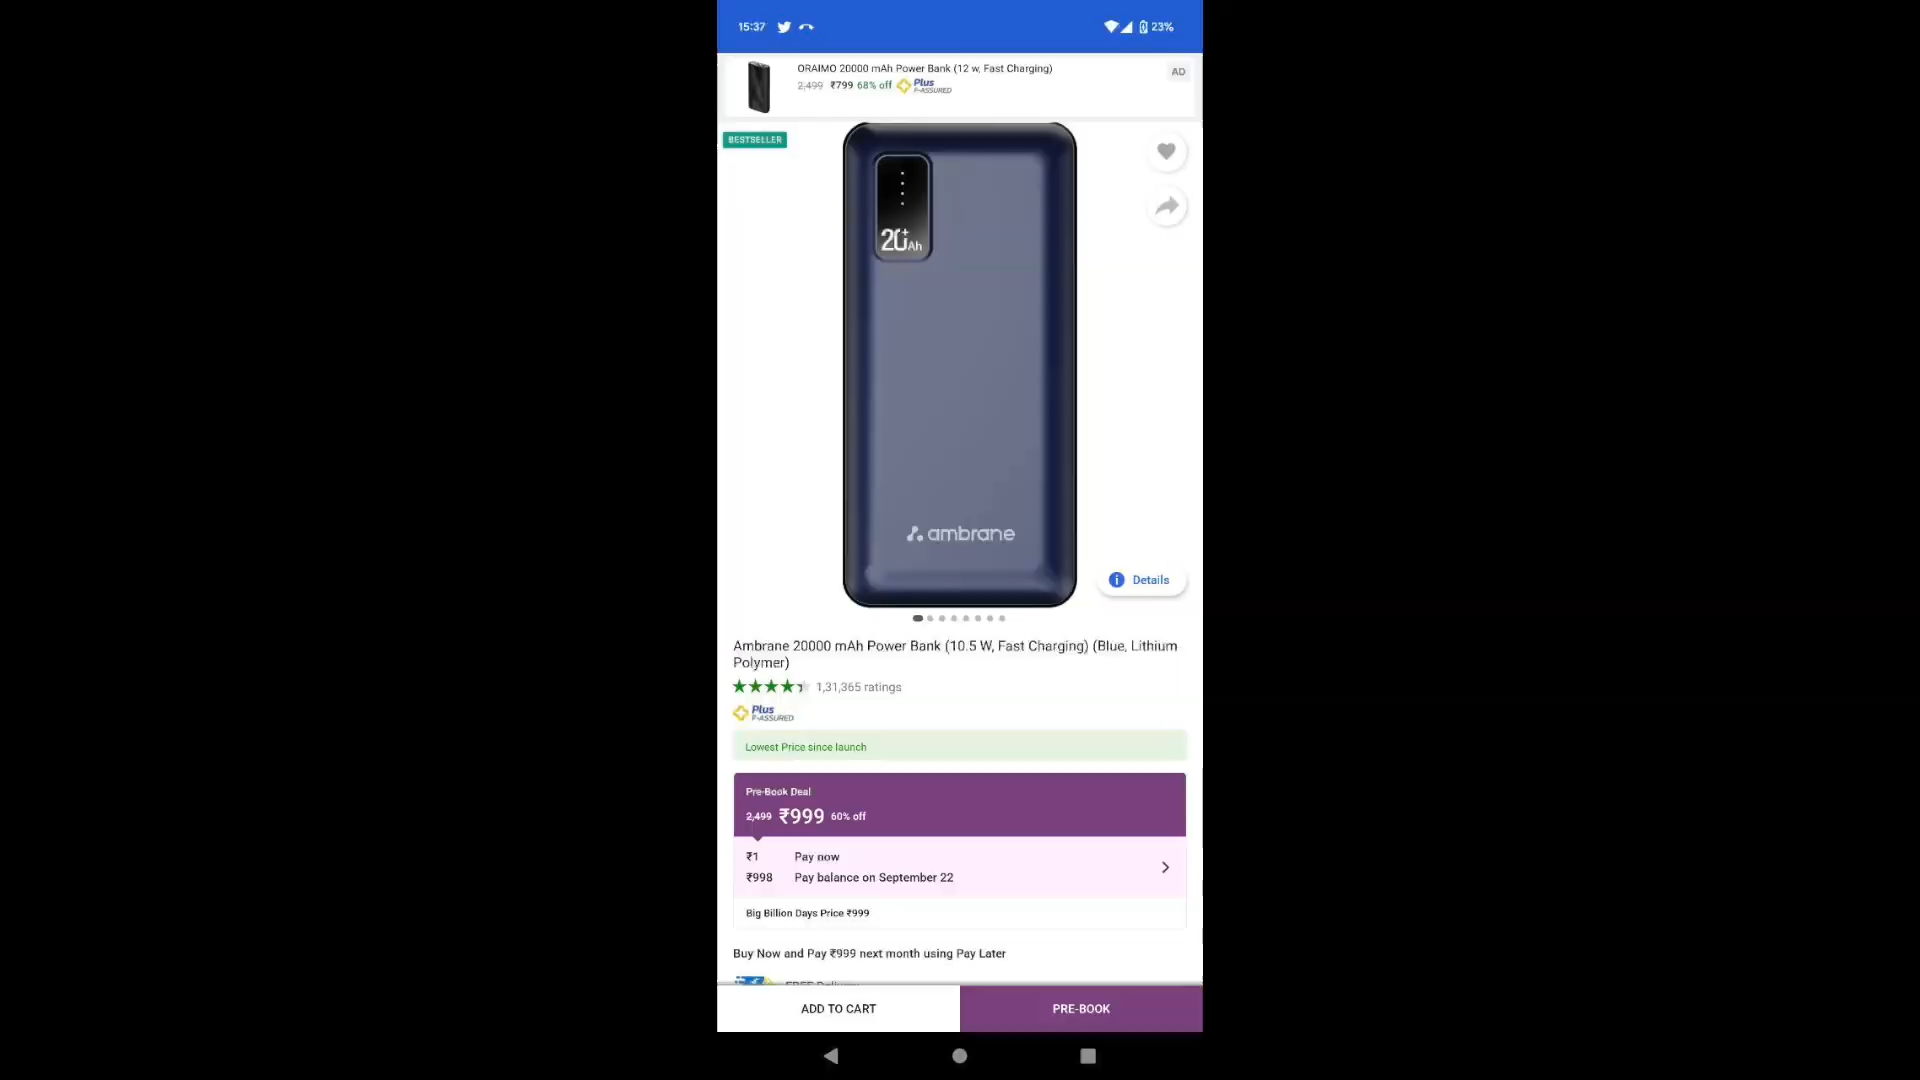 15:37
23%
ORAIMO 20000 mAh Power Bank (12 w, Fast Charging)
2,499 ₹799 68% off Plus F-ASSURED
AD
BESTSELLER
20+Ah
ambrane
Details
Ambrane 20000 mAh Power Bank (10.5 W, Fast Charging) (Blue, Lithium
Polymer)
1,31,365 ratings
Plus
F-ASSURED
Lowest Price since launch
Pre-Book Deal
2,499 ₹999 60% off
₹1 Pay now
₹998 Pay balance on September 22
Big Billion Days Price ₹999
Buy Now and Pay ₹999 next month using Pay Later
FREE Delivery
ADD TO CART
PRE-BOOK